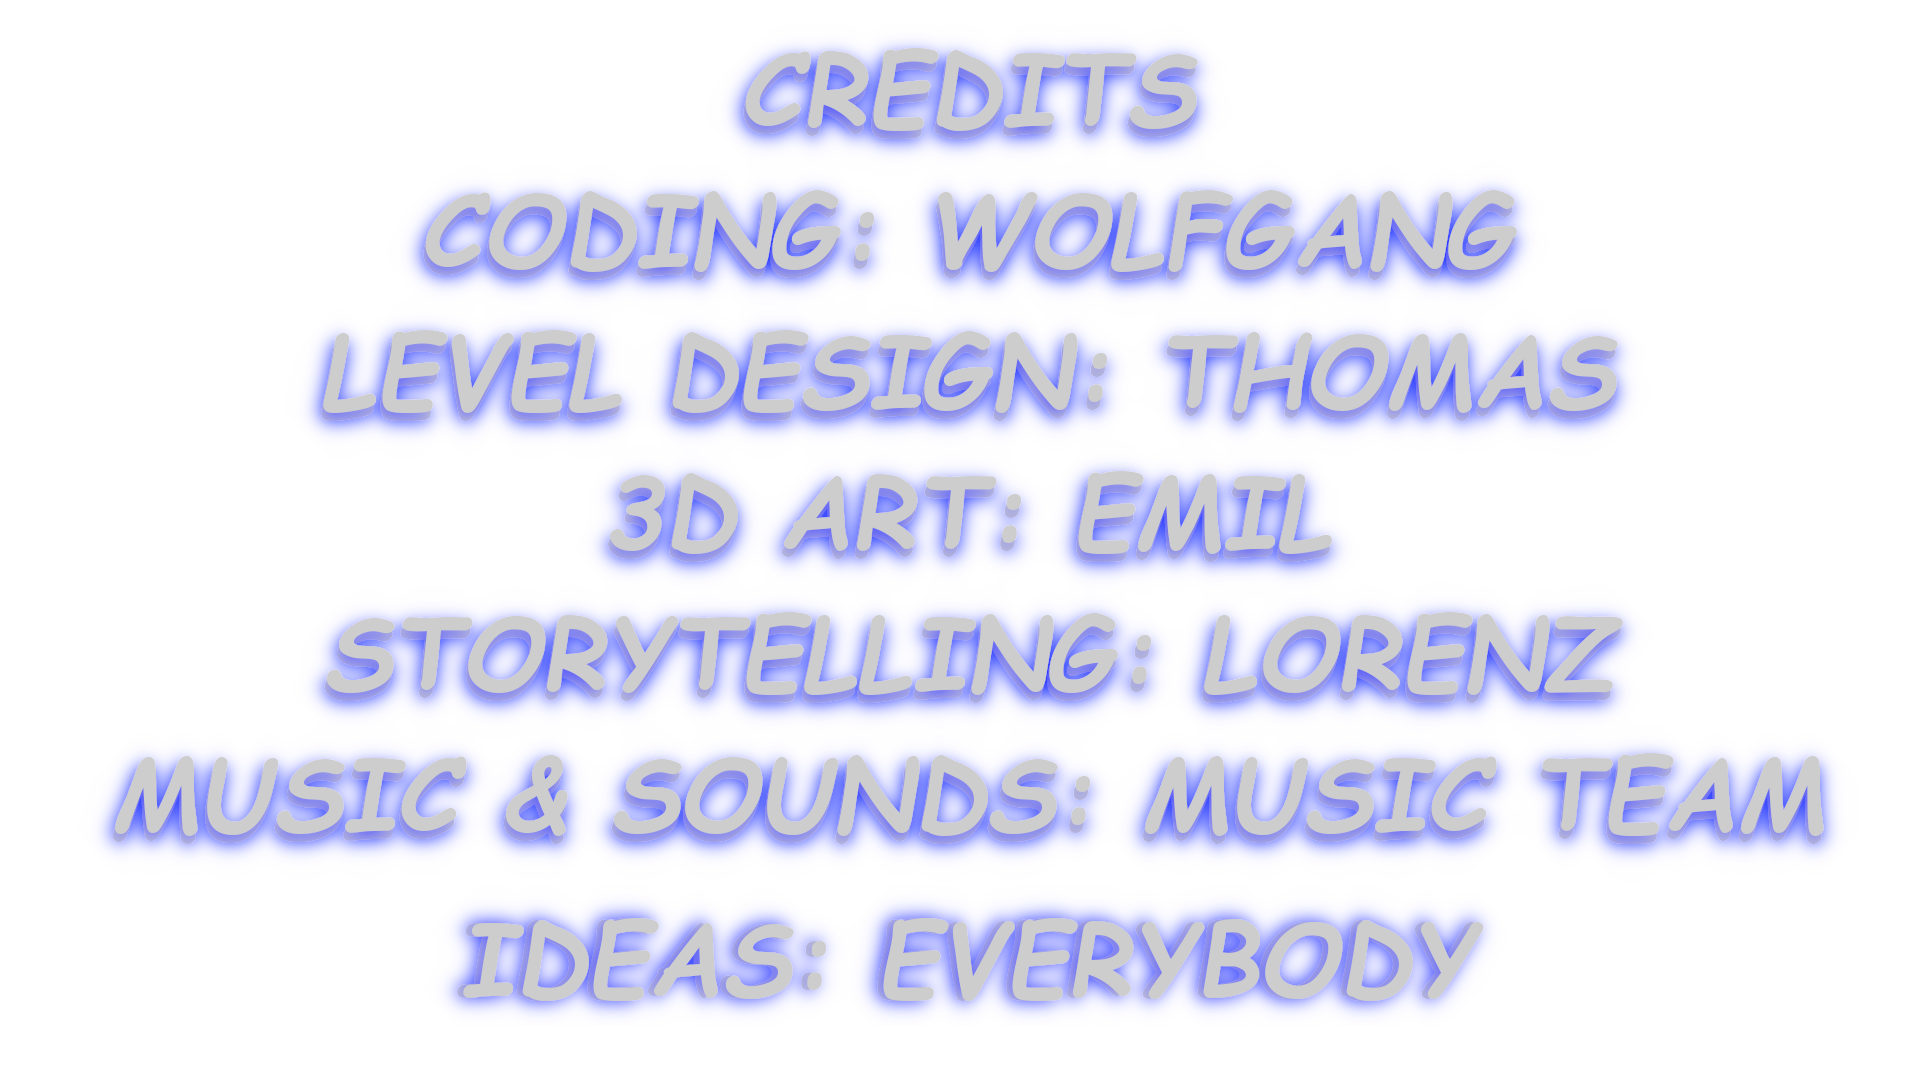 CREDITS
CODING: WOLFGANG
LEVEL DESIGN: THOMAS
3D ART: EMIL
STORYTELLING: LORENZ
MUSIC & SOUNDS: MUSIC TEAM
IDEAS: EVERYBODY